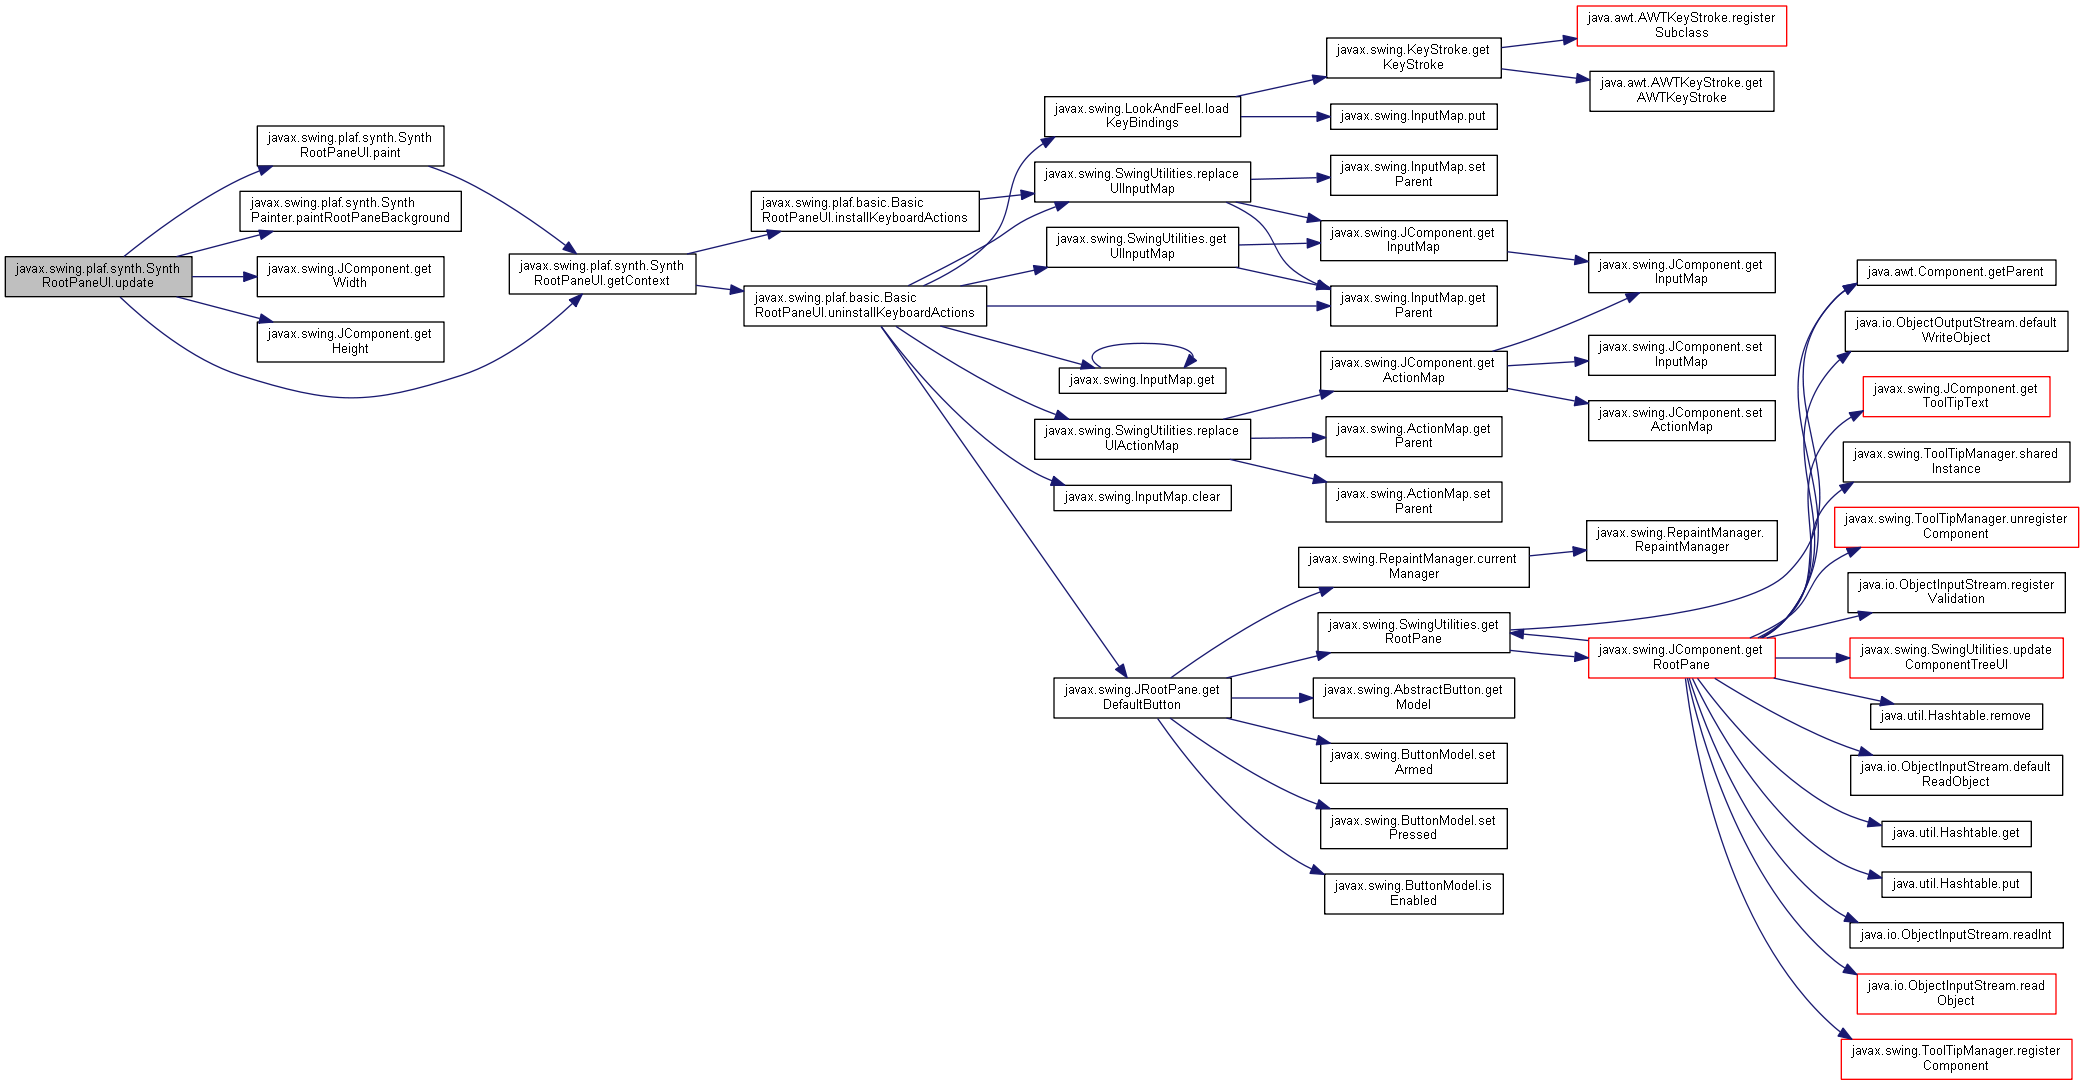 javax.swing.plaf.synth.Synth
RootPaneUI.update
javax.swing.plaf.synth.Synth
RootPaneUI.paint
javax.swing.plaf.synth.Synth
Painter.paintRootPaneBackground
javax.swing.JComponent.get
Width
javax.swing.JComponent.get
Height
javax.swing.plaf.synth.Synth
RootPaneUI.getContext
javax.swing.plaf.basic.Basic
RootPaneUI.installKeyboardActions
javax.swing.plaf.basic.Basic
RootPaneUI.uninstallKeyboardActions
javax.swing.LookAndFeel.load
KeyBindings
javax.swing.SwingUtilities.replace
UIInputMap
javax.swing.SwingUtilities.get
UIInputMap
javax.swing.InputMap.get
javax.swing.SwingUtilities.replace
UIActionMap
javax.swing.InputMap.clear
javax.swing.JRootPane.get
DefaultButton
javax.swing.KeyStroke.get
KeyStroke
javax.swing.InputMap.put
javax.swing.InputMap.set
Parent
javax.swing.JComponent.get
InputMap
javax.swing.InputMap.get
Parent
javax.swing.JComponent.get
ActionMap
javax.swing.ActionMap.get
Parent
javax.swing.ActionMap.set
Parent
javax.swing.RepaintManager.current
Manager
javax.swing.SwingUtilities.get
RootPane
javax.swing.AbstractButton.get
Model
javax.swing.ButtonModel.set
Armed
javax.swing.ButtonModel.set
Pressed
javax.swing.ButtonModel.is
Enabled
java.awt.AWTKeyStroke.register
Subclass
java.awt.AWTKeyStroke.get
AWTKeyStroke
javax.swing.JComponent.get
InputMap
javax.swing.JComponent.set
InputMap
javax.swing.JComponent.set
ActionMap
javax.swing.RepaintManager.
RepaintManager
javax.swing.JComponent.get
RootPane
java.awt.Component.getParent
java.io.ObjectOutputStream.default
WriteObject
javax.swing.JComponent.get
ToolTipText
javax.swing.ToolTipManager.shared
Instance
javax.swing.ToolTipManager.unregister
Component
java.io.ObjectInputStream.register
Validation
javax.swing.SwingUtilities.update
ComponentTreeUI
java.util.Hashtable.remove
java.io.ObjectInputStream.default
ReadObject
java.util.Hashtable.get
java.util.Hashtable.put
java.io.ObjectInputStream.readInt
java.io.ObjectInputStream.read
Object
javax.swing.ToolTipManager.register
Component